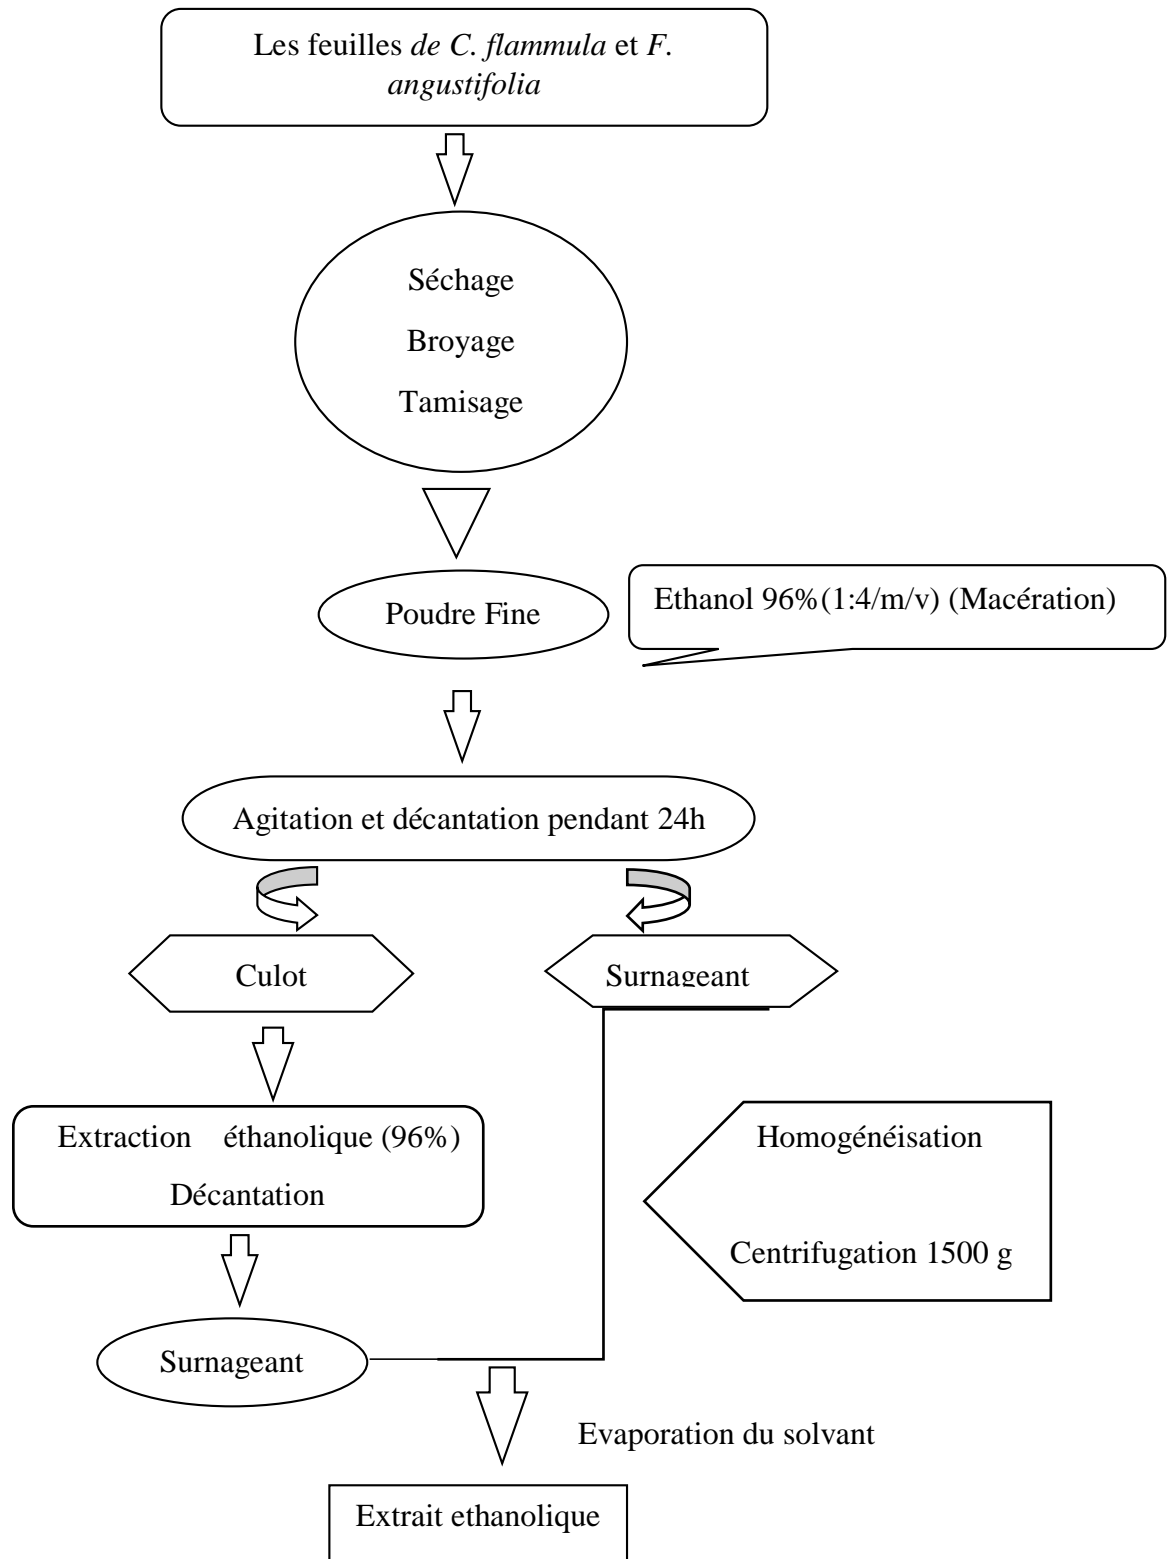 Les feuilles de C. flammula et F.
angustifolia
Séchage
Broyage
Tamisage
Poudre Fine
Ethanol 96%(1:4/m/v) (Macération)
Agitation et décantation pendant 24h
Culot
Surnageant
Extraction éthanolique (96%)
Décantation
Homogénéisation
Centrifugation 1500 g
Surnageant
Evaporation du solvant
Extrait ethanolique